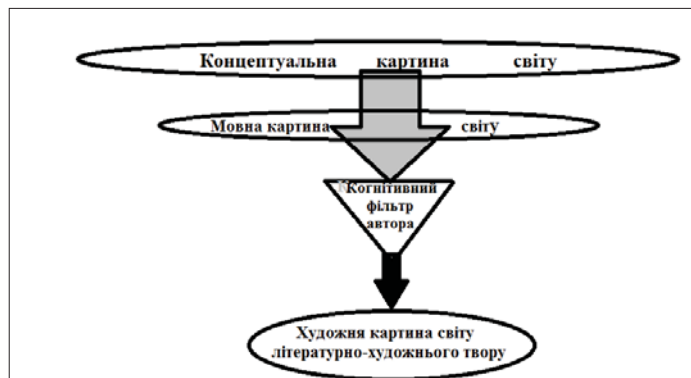 Концептуальна картина світу
Мовна картина світу
Когнітивний
фільтр
автора
Художня картина світу
літературно-художнього твору